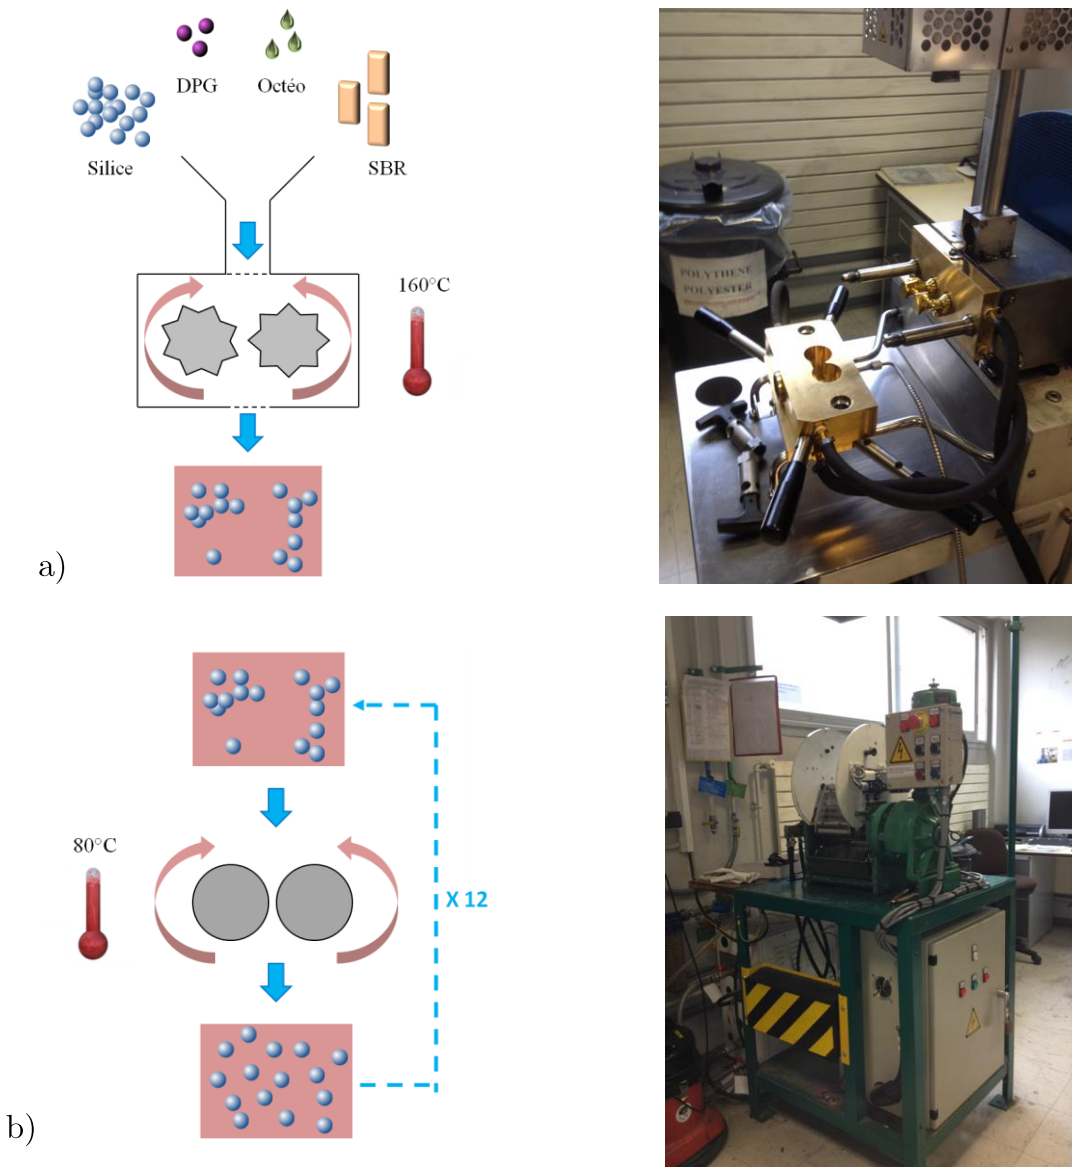 DPG
Octéo
Silice
SBR
160°C
POLYTHENE
POLYESTER
a)
80°C
X 12
b)